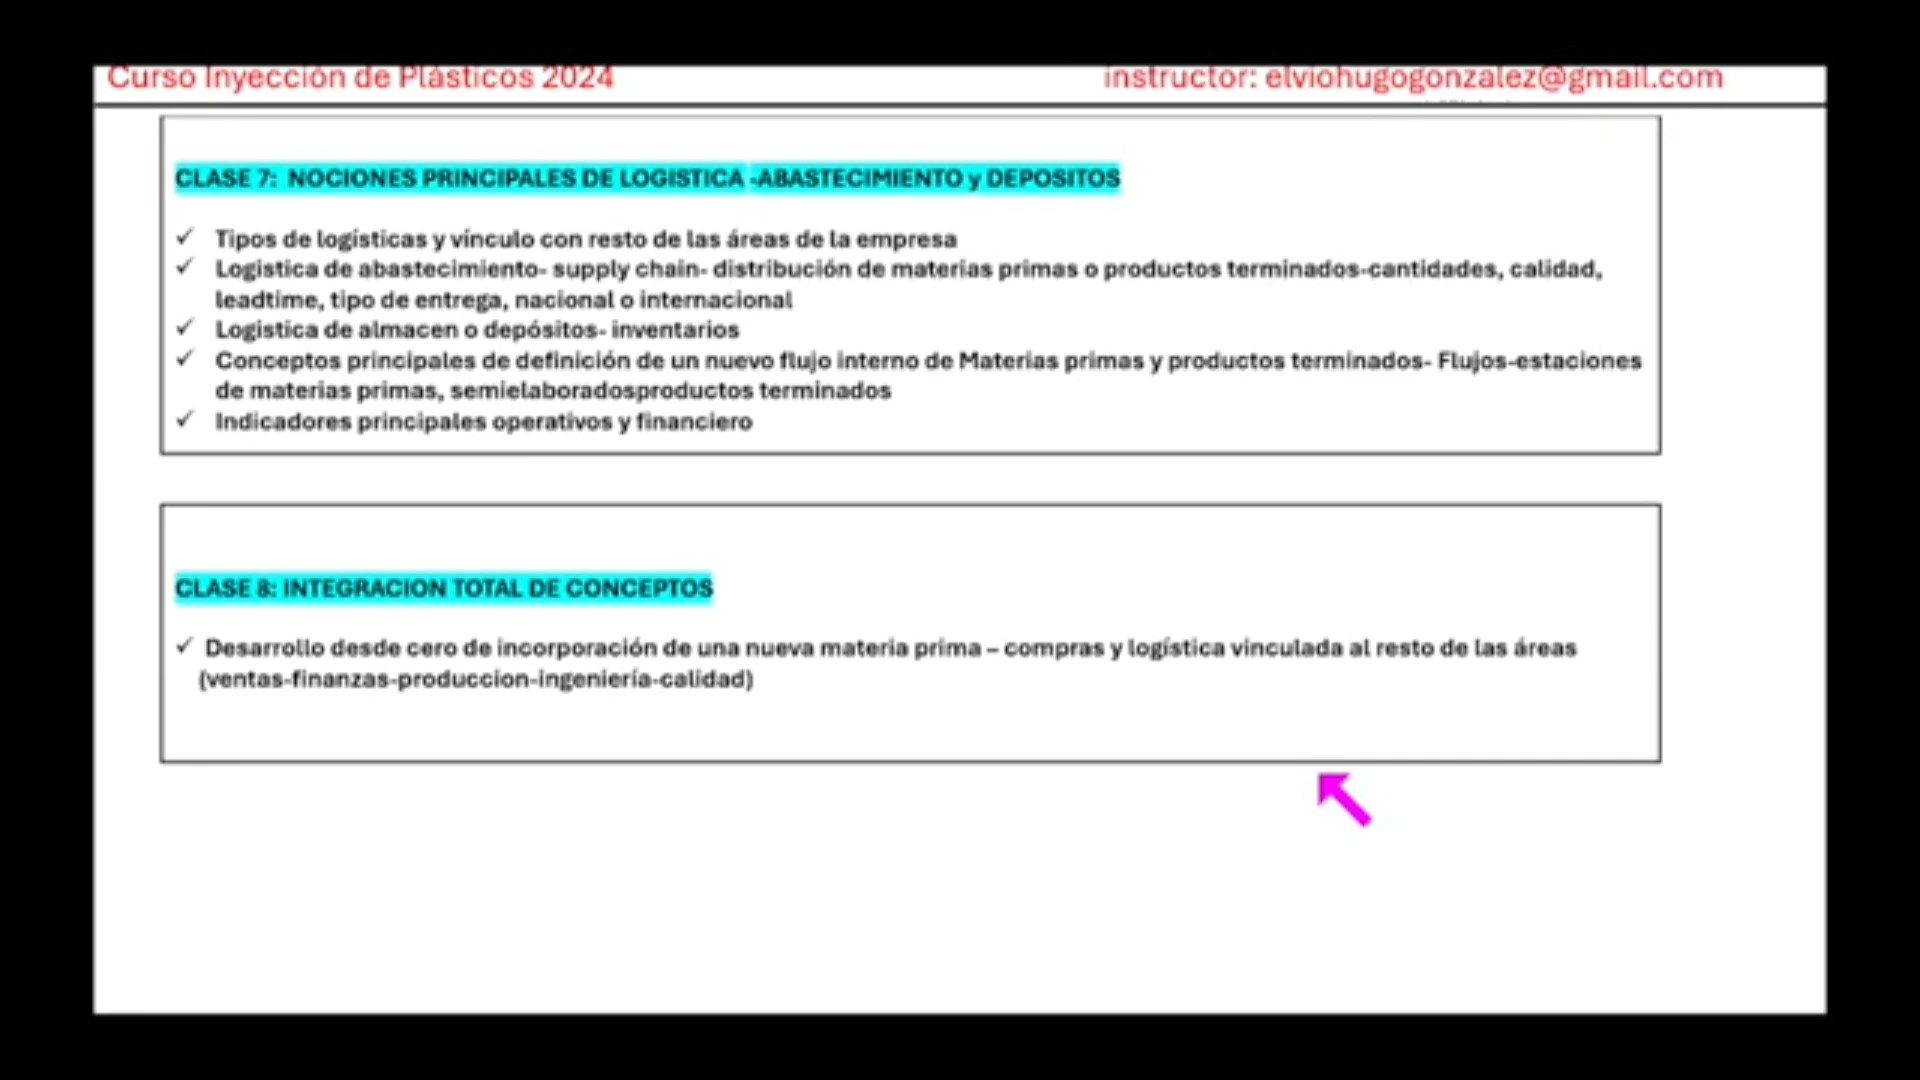 Curso Inyección de Plásticos 2024 instructor: elviohugogonzalez@gmail.com
CLASE 7: NOCIONES PRINCIPALES DE LOGISTICA -ABASTECIMIENTO y DEPOSITOS
✓ Tipos de logísticas y vínculo con resto de las áreas de la empresa
✓ Logistica de abastecimiento- supply chain- distribución de materias primas o productos terminados-cantidades, calidad,
leadtime, tipo de entrega, nacional o internacional
✓ Logistica de almacen o depósitos- inventarios
✓ Conceptos principales de definición de un nuevo flujo interno de Materias primas y productos terminados- Flujos-estaciones
de materias primas, semielaboradosproductos terminados
✓ Indicadores principales operativos y financiero
CLASE 8: INTEGRACION TOTAL DE CONCEPTOS
✓ Desarrollo desde cero de incorporación de una nueva materia prima – compras y logística vinculada al resto de las áreas
(ventas-finanzas-produccion-ingeniería-calidad)